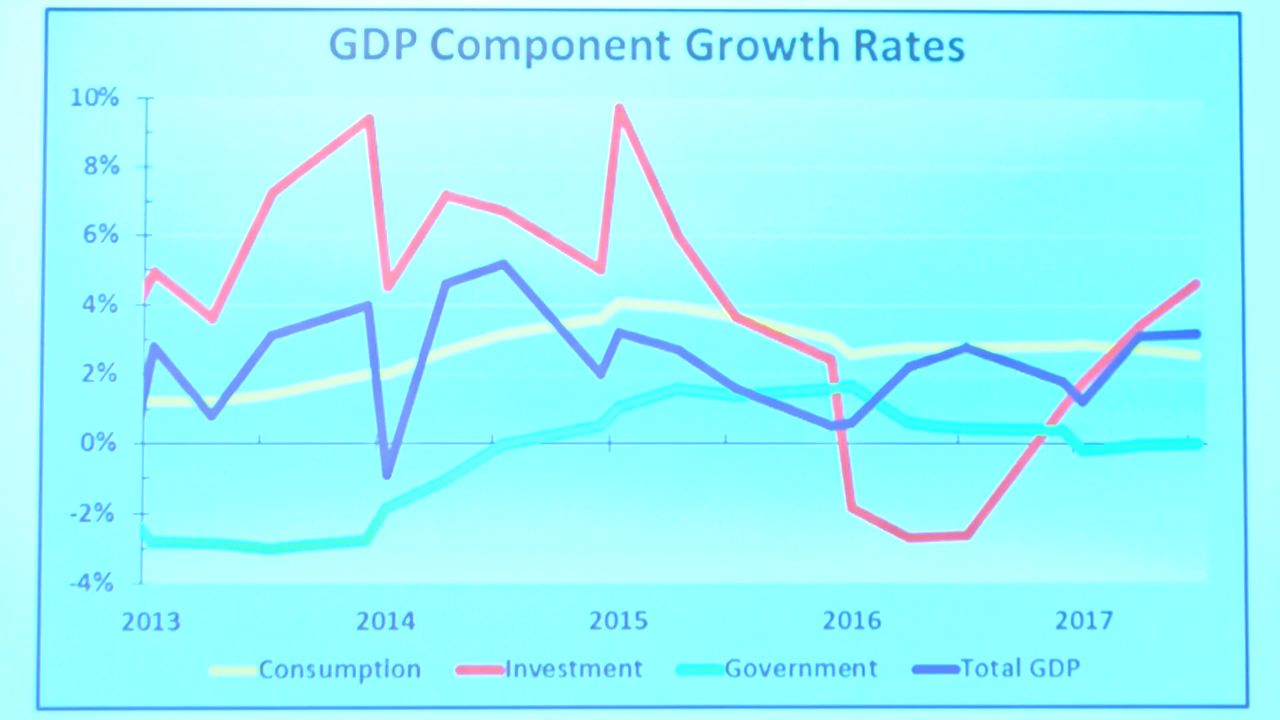 GDP Component Growth Rates
10%
8%
6%
4%
2%
0%
-2%
-4%
2013 2014 2015 2016 2017
Consumption Investment Government Total GDP